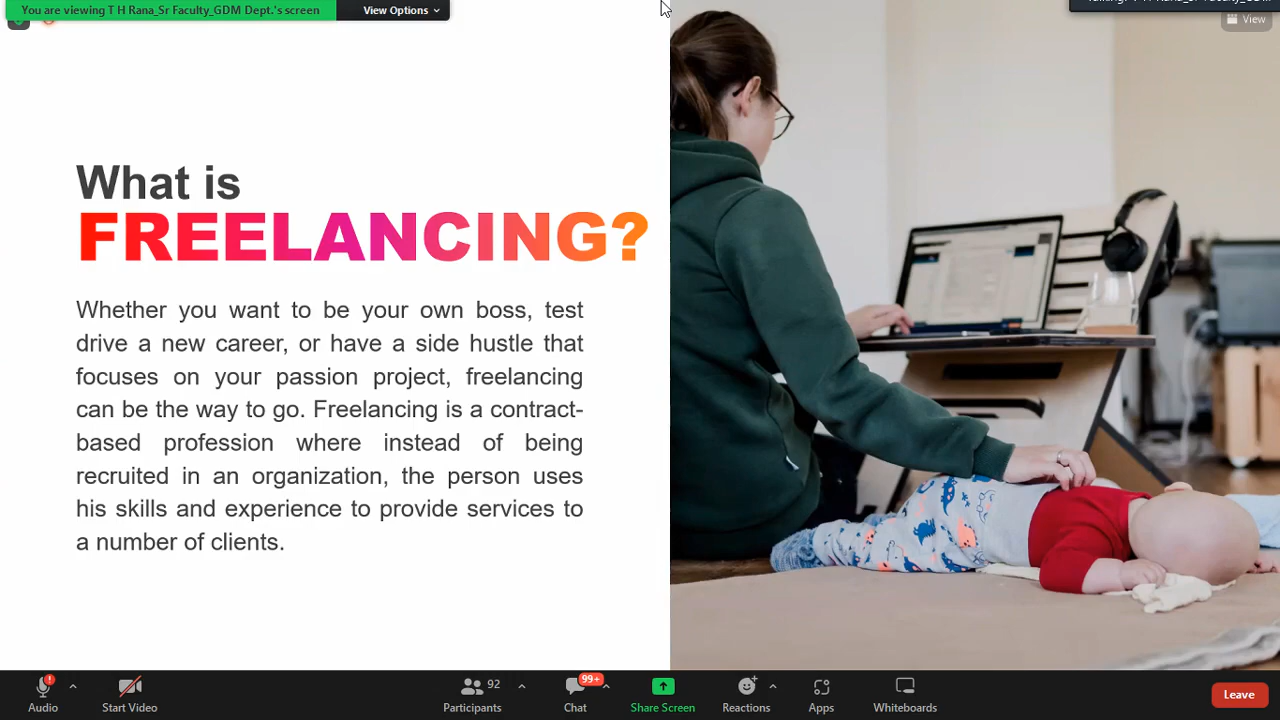 You are viewing T H Rana_Sr Faculty_GDM Dept.'s screen
View Options
View
What is
FREELANCING?
Whether you want to be your own boss, test
drive a new career, or have a side hustle that
focuses on your passion project, freelancing
can be the way to go. Freelancing is a contract-
based profession where instead of being
recruited in an organization, the person uses
his skills and experience to provide services to
a number of clients.
92
99+
Audio
Start Video
Participants
Chat
Share Screen
Reactions
Apps
Whiteboards
Leave